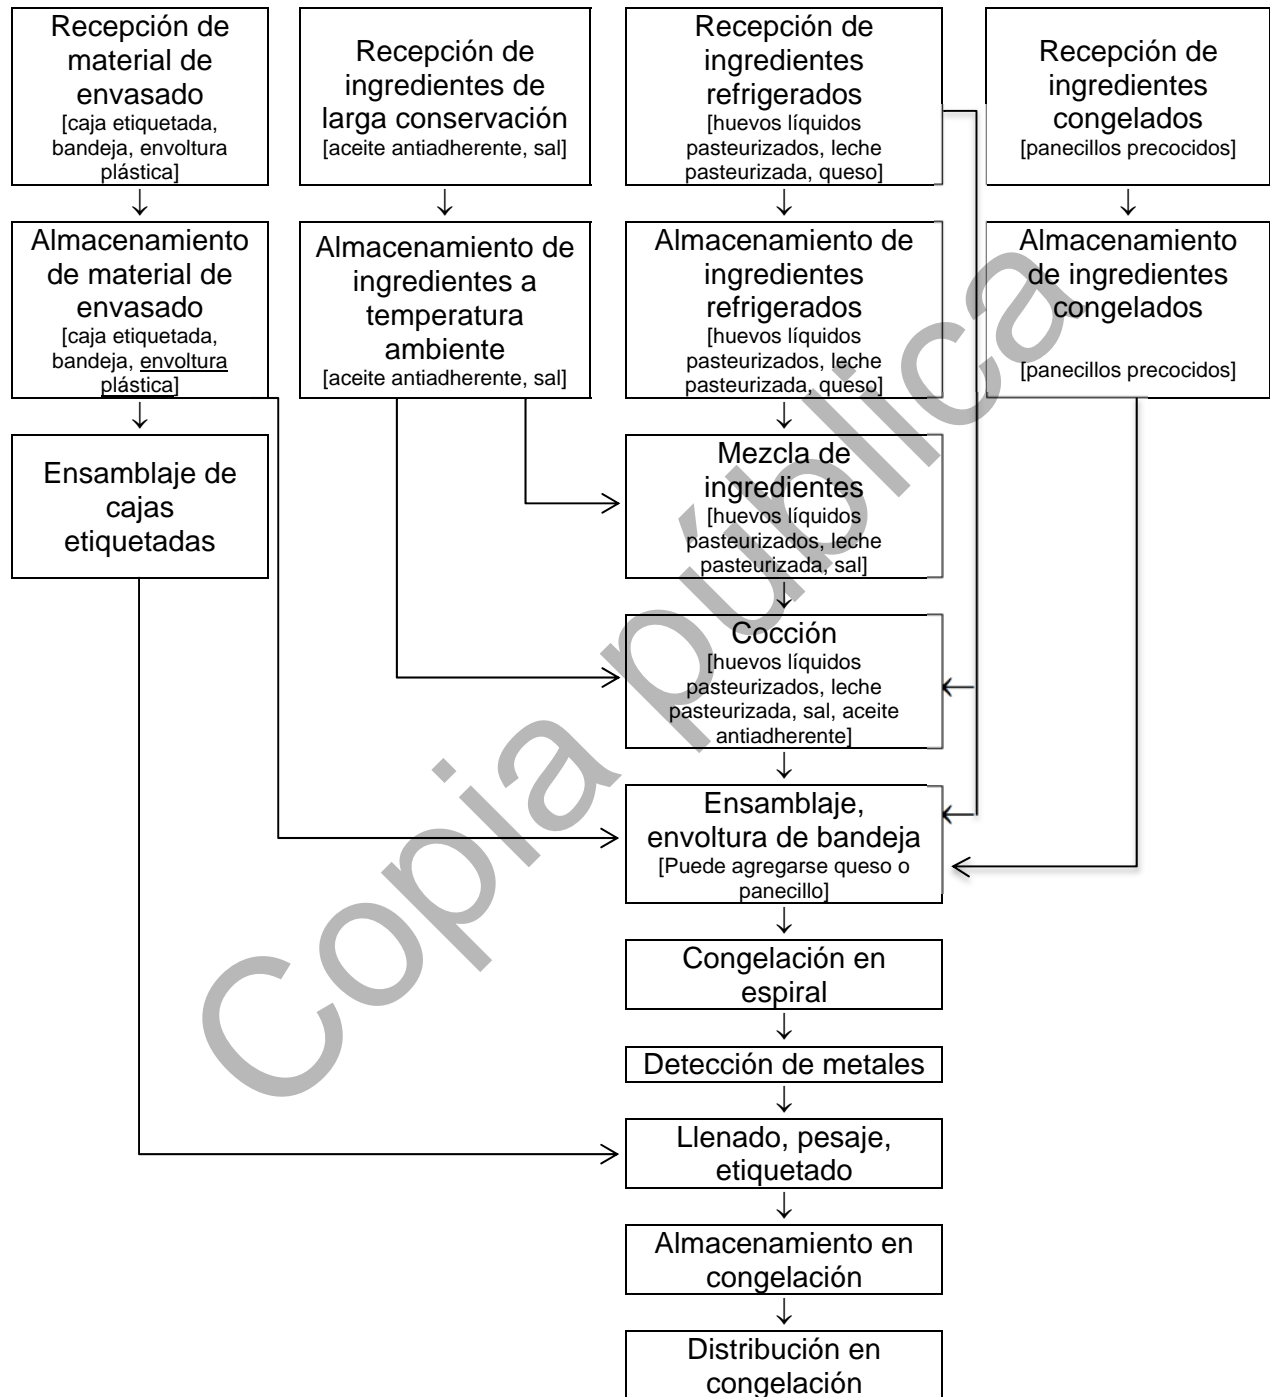 Recepción de
material de
envasado
[caja etiquetada,
bandeja, envoltura
plástica]
Recepción de
ingredientes de
larga conservación
[aceite antiadherente, sal]
Recepción de
ingredientes
refrigerados
[huevos líquidos
pasteurizados, leche
pasteurizada, queso]
Recepción de
ingredientes
congelados
[panecillos precocidos]
Almacenamiento
de material de
envasado
[caja etiquetada,
bandeja, envoltura
plástica]
Almacenamiento de
ingredientes a
temperatura
ambiente
[aceite antiadherente, sal]
Almacenamiento de
ingredientes
refrigerados
[huevos líquidos
pasteurizados, leche
pasteurizada, queso]
Almacenamiento
de ingredientes
congelados
[panecillos precocidos]
Ensamblaje de
cajas
etiquetadas
Mezcla de
ingredientes
[huevos líquidos
pasteurizados, leche
pasteurizada, sal]
Cocción
[huevos líquidos
pasteurizados, leche
pasteurizada, sal, aceite
antiadherente]
Ensamblaje,
envoltura de bandeja
[Puede agregarse queso o
panecillo]
Congelación en
espiral
Detección de metales
Llenado, pesaje,
etiquetado
Almacenamiento en
congelación
Distribución en
congelación
Copia pública